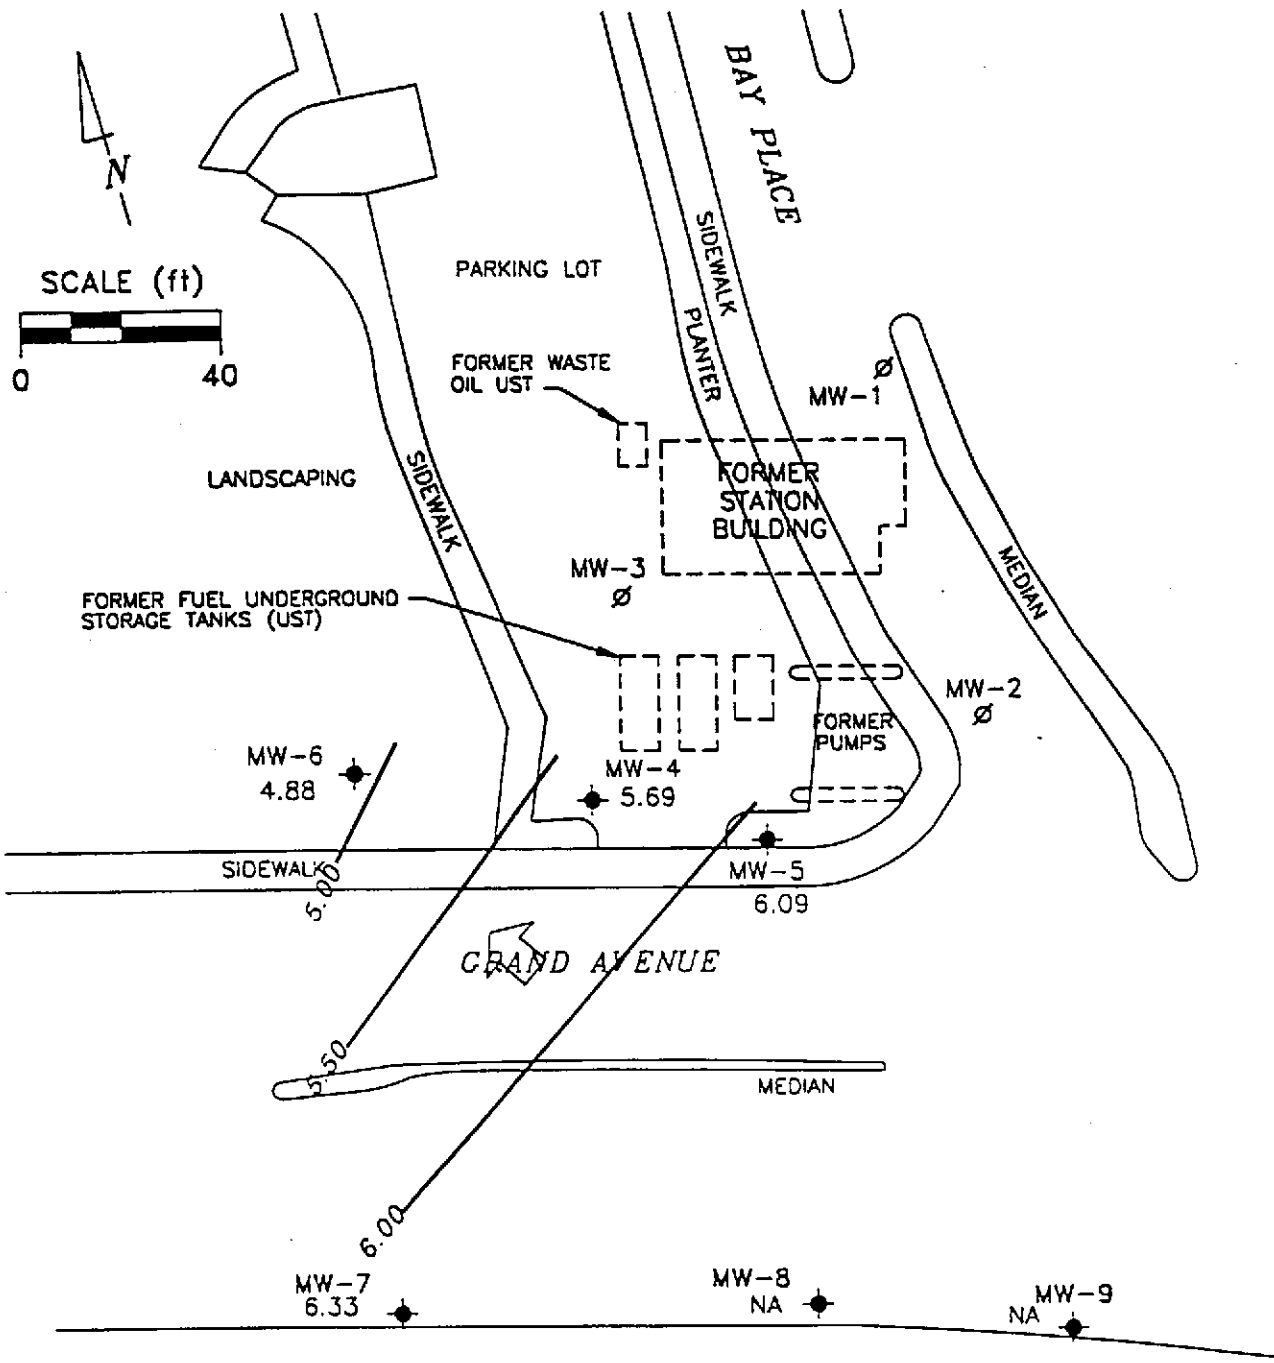 BAY PLACE
N
SCALE (ft)
0 40
PARKING LOT
SIDEWALK
PLANTER
FORMER WASTE
OIL UST
MW-1
LANDSCAPING
SIDEWALK
FORMER
STATION
BUILDING
MEDIAN
MW-3
FORMER FUEL UNDERGROUND
STORAGE TANKS (UST)
MW-2
FORMER
PUMPS
MW-6
4.88
MW-4
5.69
SIDEWALK
MW-5
6.09
5.00
GRAND AVENUE
5.50
MEDIAN
6.00
MW-7
6.33
MW-8
NA
MW-9
NA